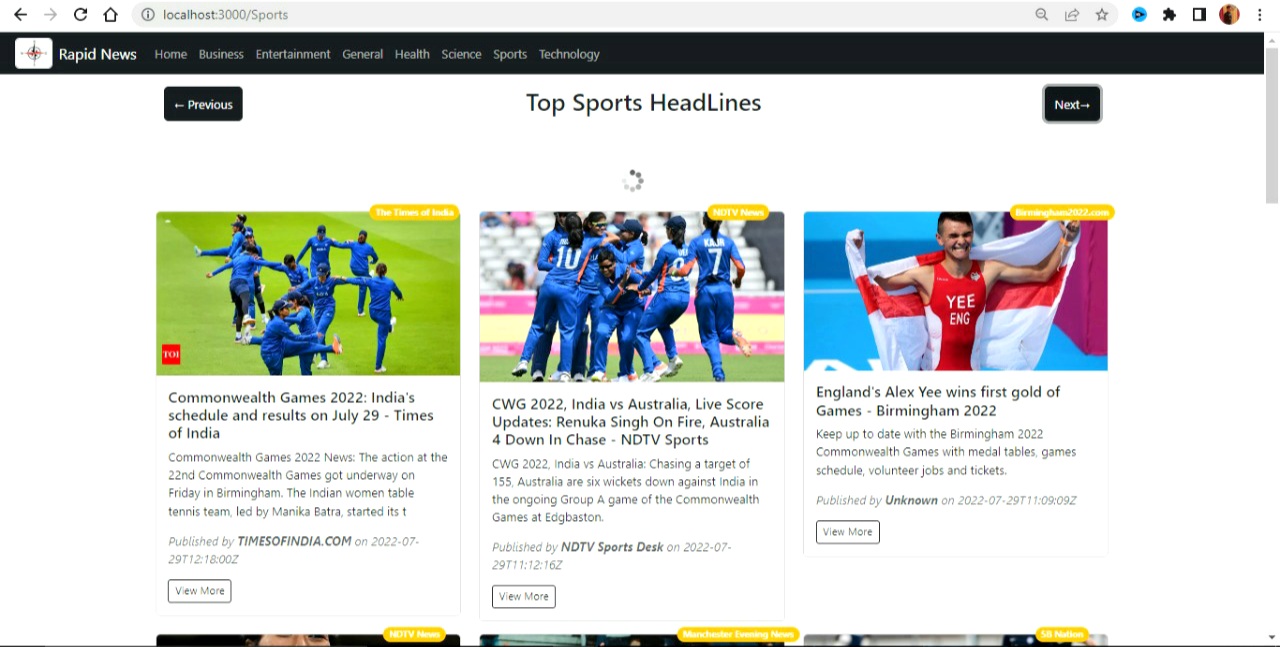 localhost:3000/Sports
Rapid News Home Business Entertainment General Health Science Sports Technology
← Previous
Top Sports HeadLines
Next→
The Times of India
TOI
Commonwealth Games 2022: India's
schedule and results on July 29 - Times
of India
Commonwealth Games 2022 News: The action at the
22nd Commonwealth Games got underway on
Friday in Birmingham. The Indian women table
tennis team, led by Manika Batra, started its t
Published by TIMESOFINDIA.COM on 2022-07-
29T12:18:00Z
View More
NDTV News
10
7
CWG 2022, India vs Australia, Live Score
Updates: Renuka Singh On Fire, Australia
4 Down In Chase - NDTV Sports
CWG 2022, India vs Australia: Chasing a target of
155, Australia are six wickets down against India in
the ongoing Group A game of the Commonwealth
Games at Edgbaston.
Published by NDTV Sports Desk on 2022-07-
29T11:12:16Z
View More
Birmingham2022.com
YEE
ENG
England's Alex Yee wins first gold of
Games - Birmingham 2022
Keep up to date with the Birmingham 2022
Commonwealth Games with medal tables, games
schedule, volunteer jobs and tickets.
Published by Unknown on 2022-07-29T11:09:09Z
View More
NDTV News
Manchester Evening News
SB Nation